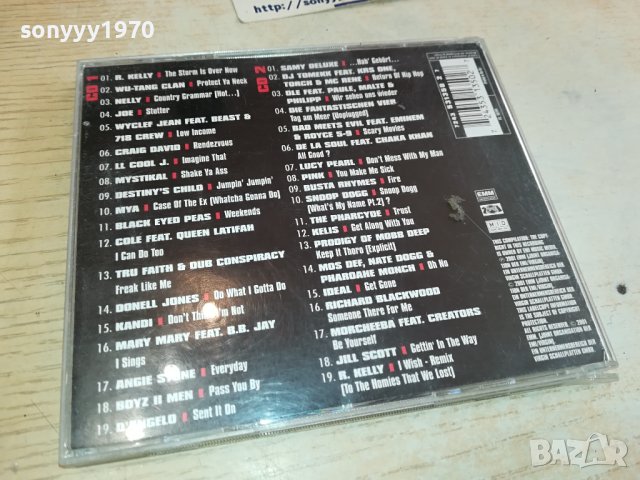 sonyyy1970
CD 1
01. R. KELLY The Storm Is Over Now
02. WU-TANG CLAN Protect Ya Neck
03. NELLY Country Grammer (Hot...)
04. JOE Stutter
05. WYCLEF JEAN FEAT. BEAST &
718 CREW Low Income
06. CRAIG DAVID Rendezvous
07. LL COOL J. Imagine That
08. MYSTIKAL Shake Ya Ass
09. DESTINY'S CHILD Jumpin' Jumpin'
10. MYA Case Of The Ex (Whatcha Gonna Do)
11. BLACK EYED PEAS Weekends
12. COLE FEAT. QUEEN LATIFAH
I Can Do Too
13. TRU FAITH & DUB CONSPIRACY
Freak Like Me
14. DONELL JONES Do What I Gotta Do
15. KANDI Don't Think I'm Not
16. MARY MARY FEAT. B.B. JAY
I Sings
17. ANGIE STONE Everyday
18. BOYZ II MEN Pass You By
19. D'ANGELO Send It On
CD 2
01. SAMY DELUXE ...Hab' Gehört...
02. DJ TOMEKK FEAT. KRS ONE
TORCH & MC RENE Return Of Hip Hop
03. OLE FEAT. PAULE, MALTE &
PHILIPP Wir sehen uns wieder
04. DIE FANTASTISCHEN VIER
Tag am Meer (Unplugged)
05. BAD MEETS EVIL FEAT. EMINEM
& ROYCE 5-9 Scary Movies
06. DE LA SOUL FEAT. CHAKA KHAN
All Good ?
07. LUCY PEARL Don't Mess With My Man
08. PINK You Make Me Sick
09. BUSTA RHYMES Fire
10. SNOOP DOGG Snoop Dogg
(What's My Name Pt.2) ?
11. THE PHARCYDE Trust
12. KELIS Get Along With You
13. PRODIGY OF MOBB DEEP
Keep It There (Explicit)
14. MOS DEF, NATE DOGG &
PHAROAHE MONCH Oh No
15. IDEAL Get Gone
16. RICHARD BLACKWOOD
Someone There For Me
17. MORCHEEBA FEAT. CREATORS
Be Yourself
18. JILL SCOTT Gettin' In The Way
19. R. KELLY I Wish - Remix
(To The Homies That We Lost)
BAZAR